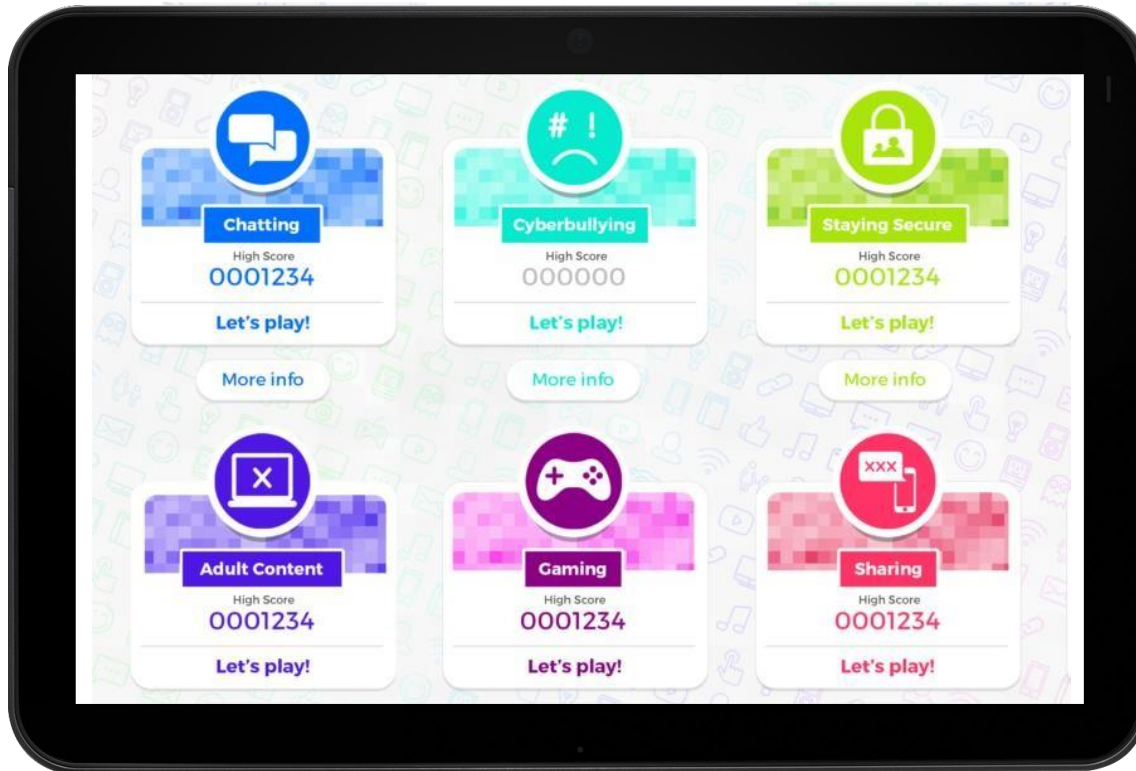 # !
Chatting
High Score
0001234
Let's play!
More info
Cyberbullying
High Score
000000
Let's play!
More info
Staying Secure
High Score
0001234
Let's play!
More info
X
Adult Content
High Score
0001234
Let's play!
Gaming
High Score
0001234
Let's play!
XXX
Sharing
High Score
0001234
Let's play!